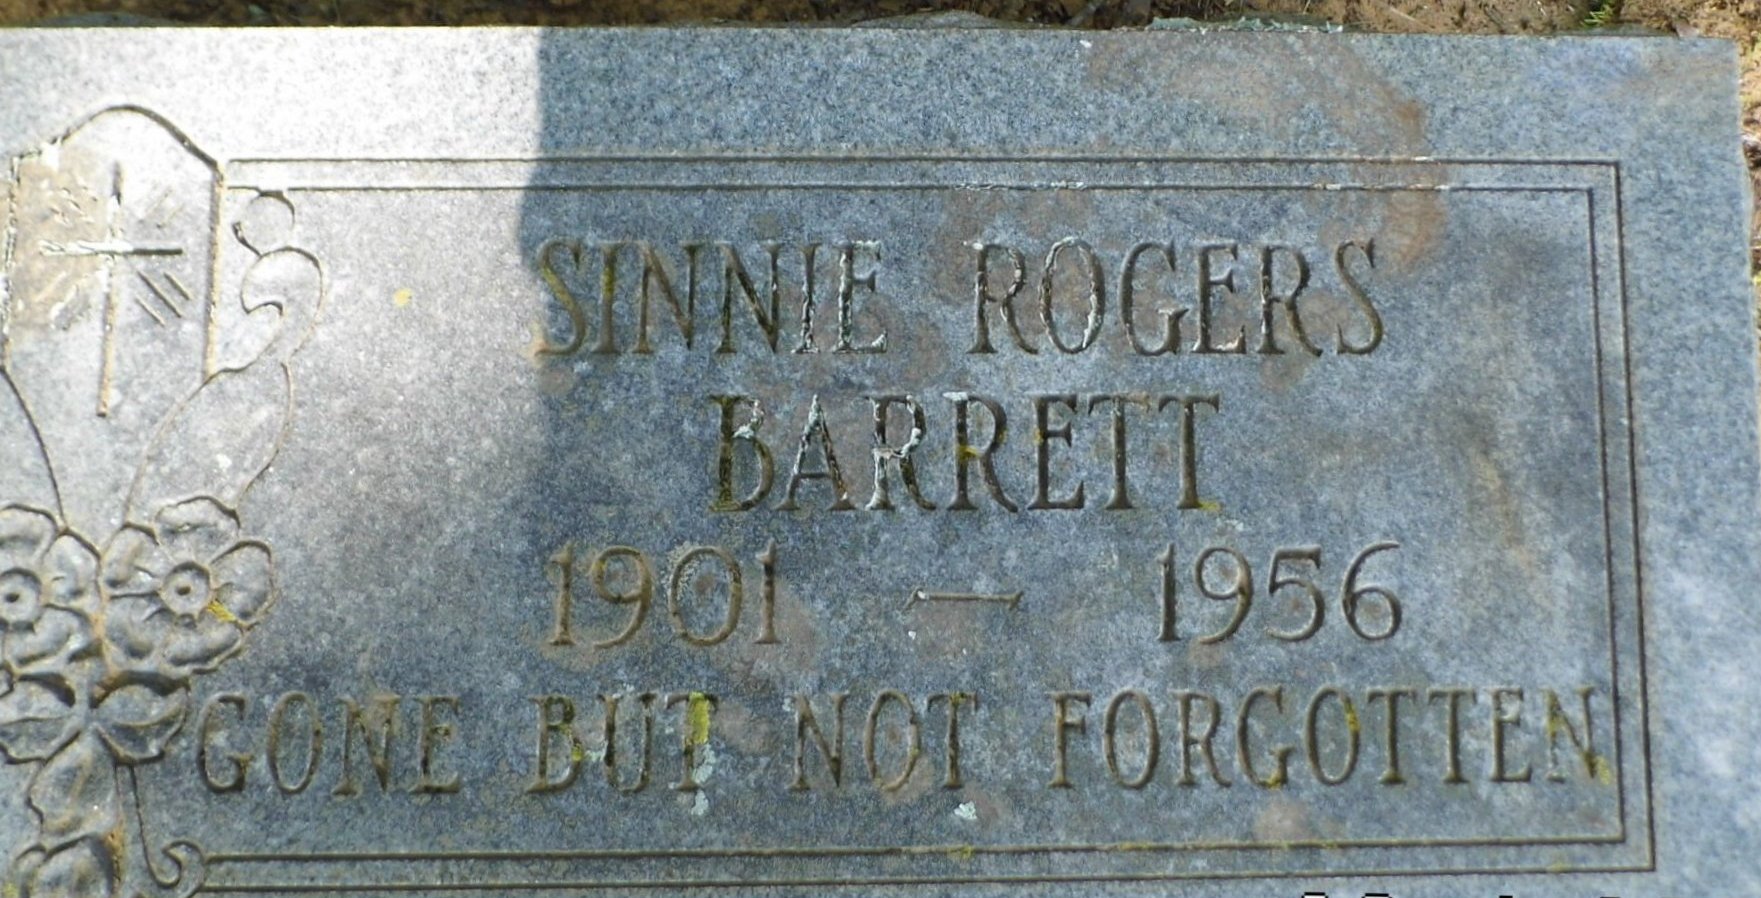 SINNIE ROGERS
BARRETT
1901 — 1956
GONE BUT NOT FORGOTTEN